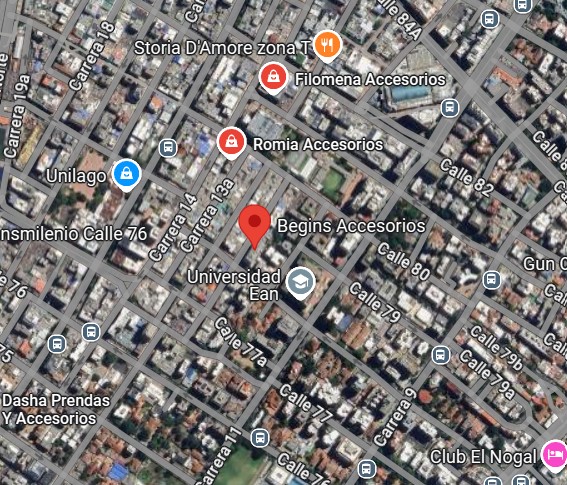 Calle 84A
Carrera 18
Storia D'Amore zona T
Filomena Accesorios
Carrera 19a
Romia Accesorios
Calle 8
Calle 82
Unilago
Carrera 14
Carrera 13a
Begins Accesorios
nsmilenio Calle 76
Calle 80
Gun C
Universidad
Ean
Calle 79
e 76
Calle 77a
Calle 79b
75
Calle 79a
Dasha Prendas
Y Accesorios
Calle 77
Carrera 9
Carrera 11
Club El Nogal
Calle 76